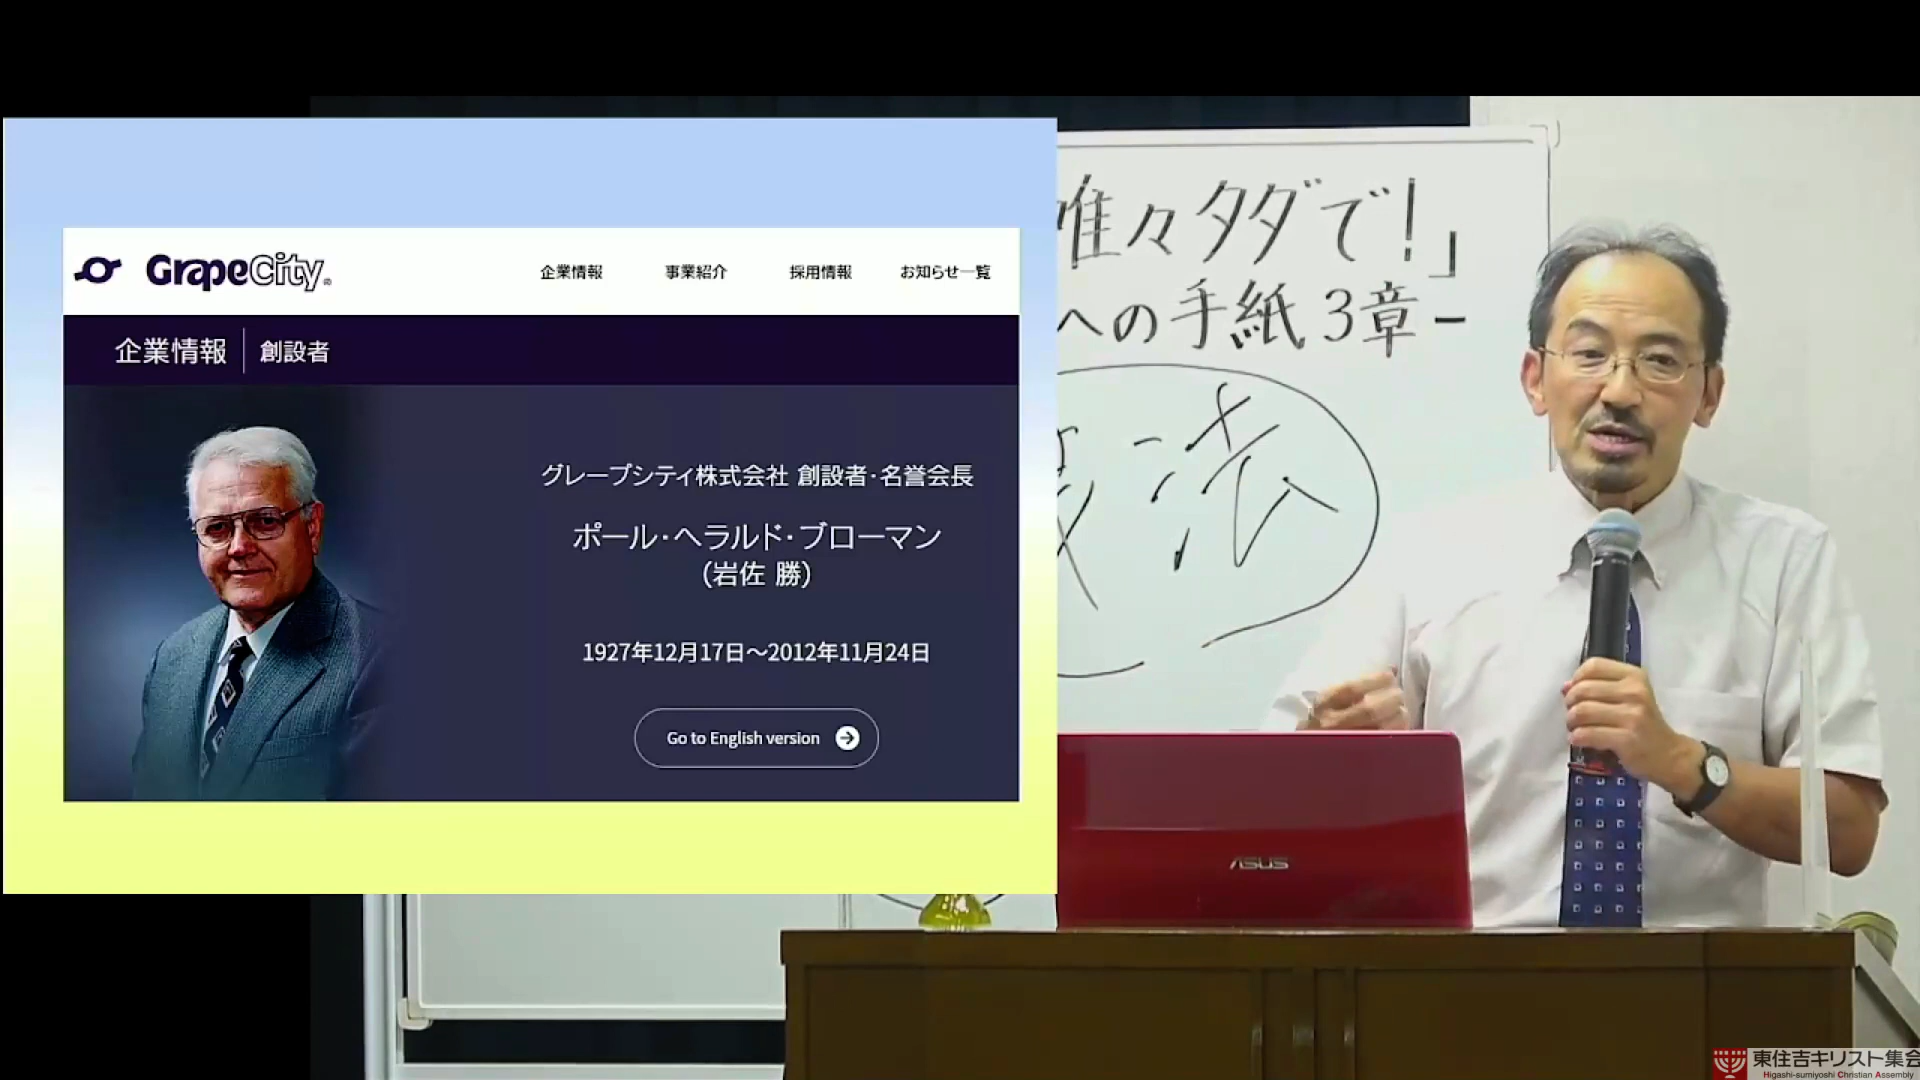 GrapeCity
企業情報 事業紹介 採用情報 お知らせ一覧
企業情報 創設者
グレープシティ株式会社 創設者・名誉会長
ポール・ヘラルド・ブローマン
(岩佐 勝)
1927年12月17日～2012年11月24日
Go to English version
唯々タダで！」
への手紙 3章-
法
ASUS
東住吉キリスト集会
Higashi-sumiyoshi Christian Assembly